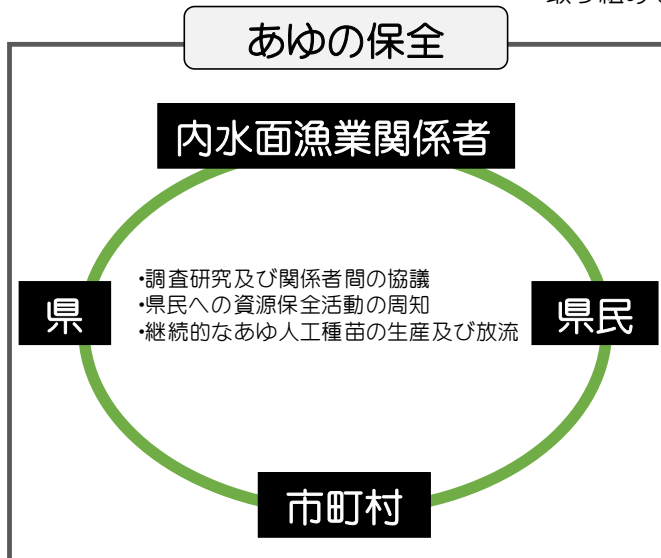 あゆの保全
内水面漁業関係者
県
・調査研究及び関係者間の協議
・県民への資源保全活動の周知
・継続的なあゆ人工種苗の生産及び放流
県民
市町村